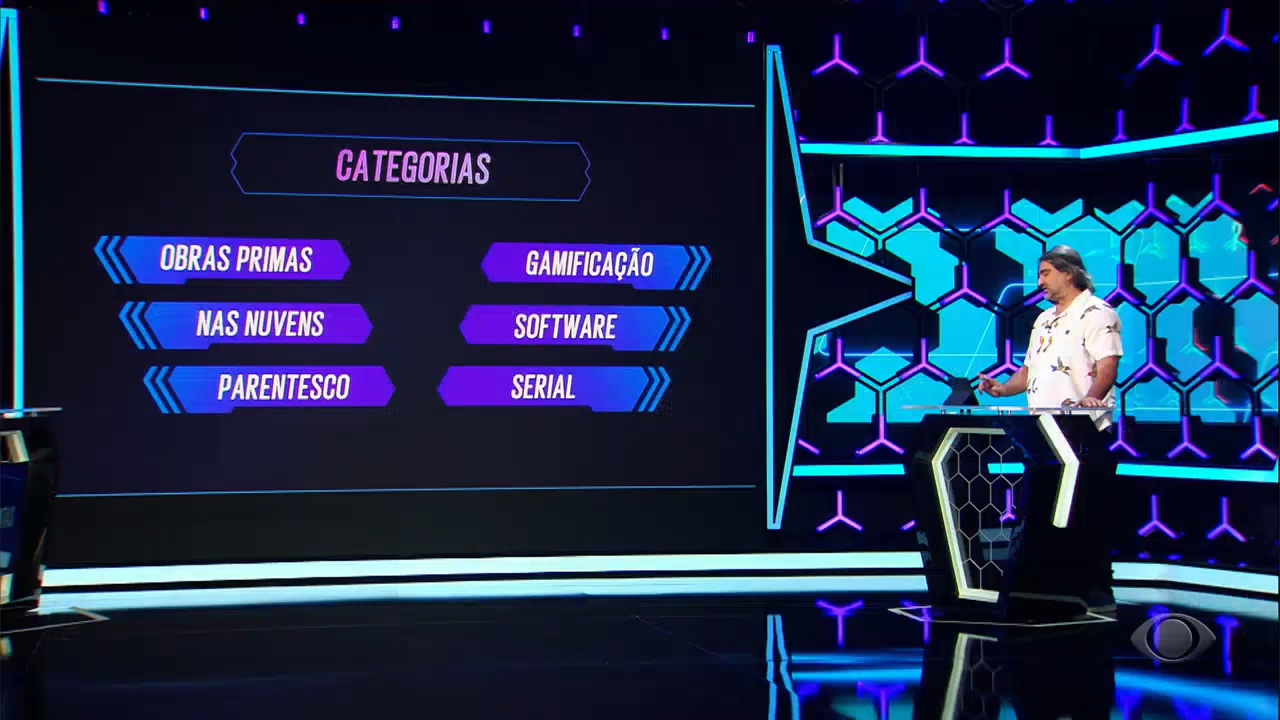 CATEGORIAS
OBRAS PRIMAS
GAMIFICAÇÃO
NAS NUVENS
SOFTWARE
PARENTESCO
SERIAL